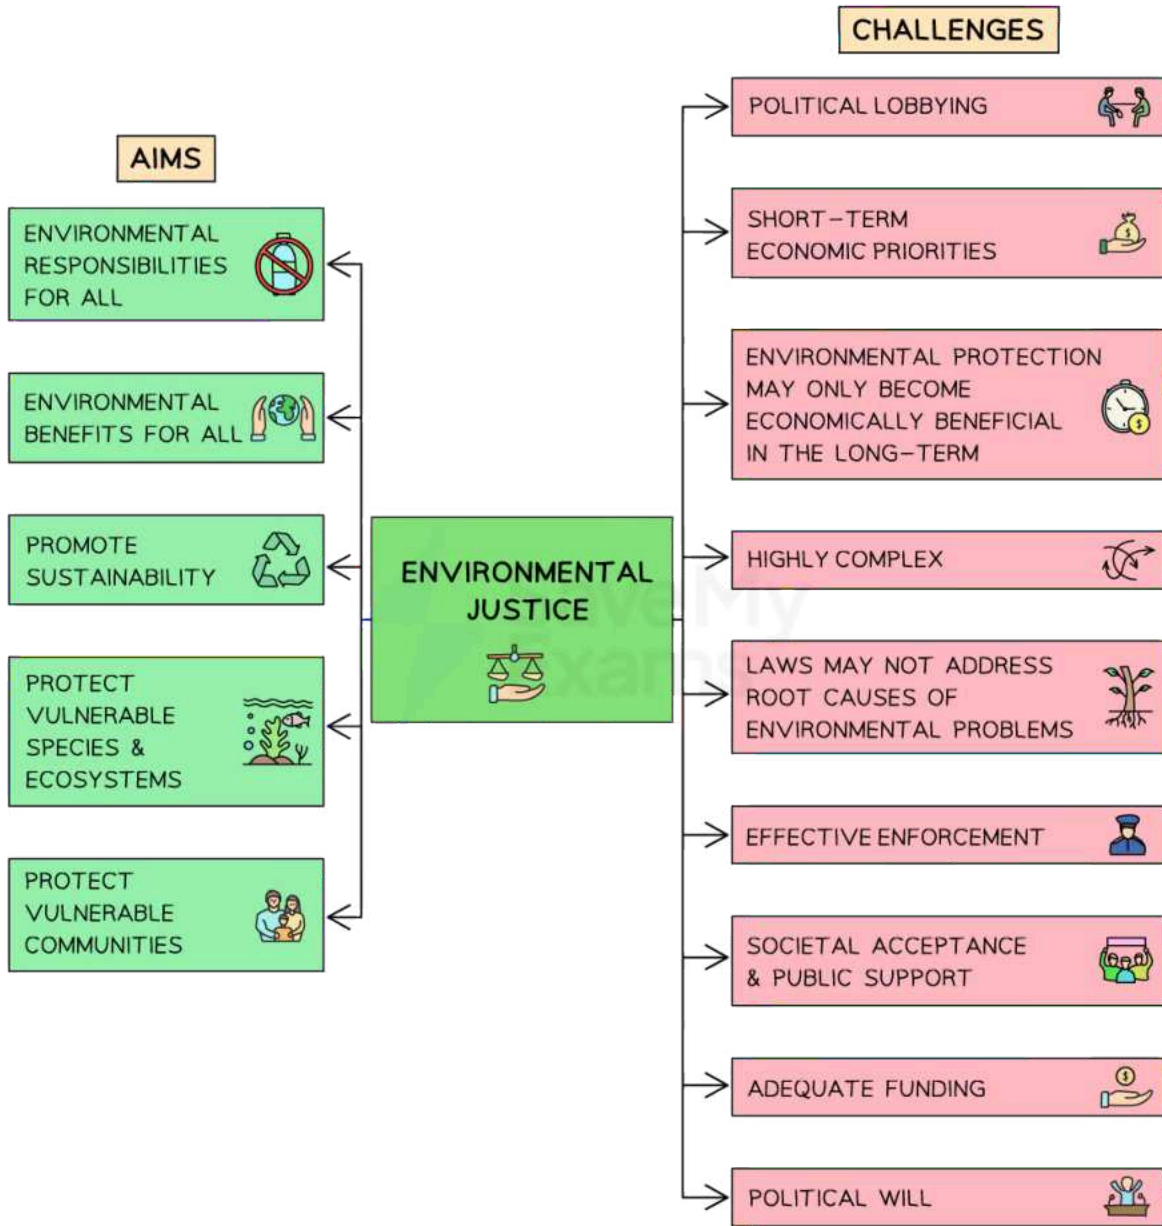 CHALLENGES
POLITICAL LOBBYING
AIMS
SHORT-TERM
ECONOMIC PRIORITIES
ENVIRONMENTAL
RESPONSIBILITIES
FOR ALL
ENVIRONMENTAL PROTECTION
MAY ONLY BECOME
ECONOMICALLY BENEFICIAL
IN THE LONG-TERM
ENVIRONMENTAL
BENEFITS FOR ALL
PROMOTE
SUSTAINABILITY
ENVIRONMENTAL
JUSTICE
HIGHLY COMPLEX
LAWS MAY NOT ADDRESS
ROOT CAUSES OF
ENVIRONMENTAL PROBLEMS
PROTECT
VULNERABLE
SPECIES &
ECOSYSTEMS
EFFECTIVE ENFORCEMENT
PROTECT
VULNERABLE
COMMUNITIES
SOCIETAL ACCEPTANCE
& PUBLIC SUPPORT
ADEQUATE FUNDING
POLITICAL WILL